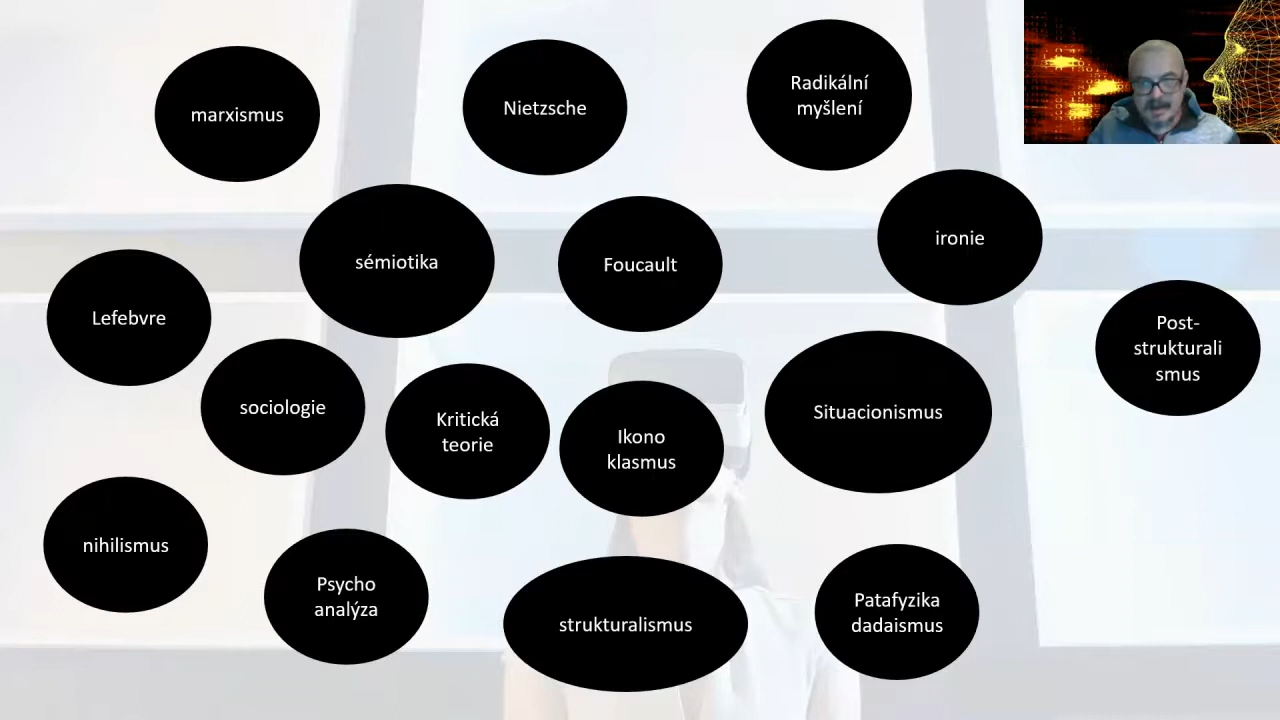 marxismus
Nietzsche
Radikální
myšlení
sémiotika
Foucault
ironie
Lefebvre
Post-
strukturali
smus
sociologie
Kritická
teorie
Ikono
klasmus
Situacionismus
nihilismus
Psycho
analýza
strukturalismus
Patafyzika
dadaismus